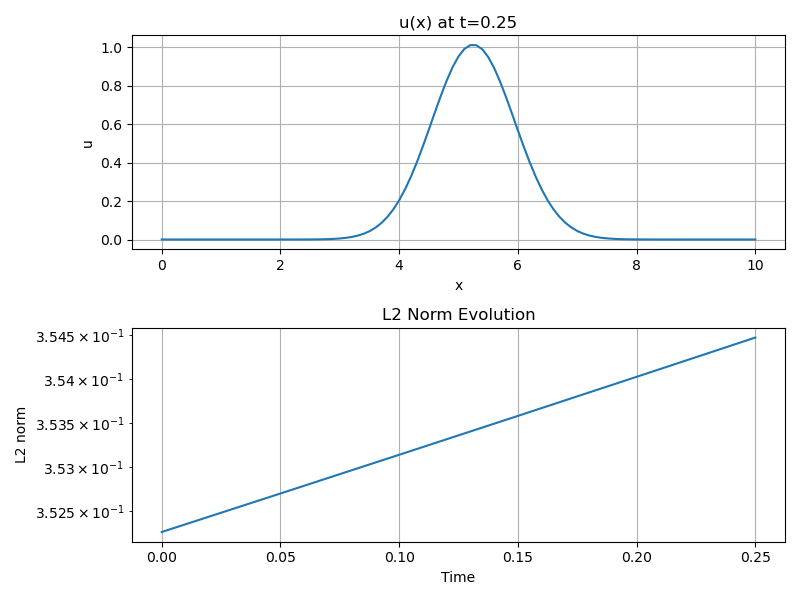 u(x) at t=0.25
u
1.0
0.8
0.6
0.4
0.2
0.0
0 2 4 6 8 10
x
L2 Norm Evolution
L2 norm
3.545 × 10⁻¹
3.54 × 10⁻¹
3.535 × 10⁻¹
3.53 × 10⁻¹
3.525 × 10⁻¹
0.00 0.05 0.10 0.15 0.20 0.25
Time